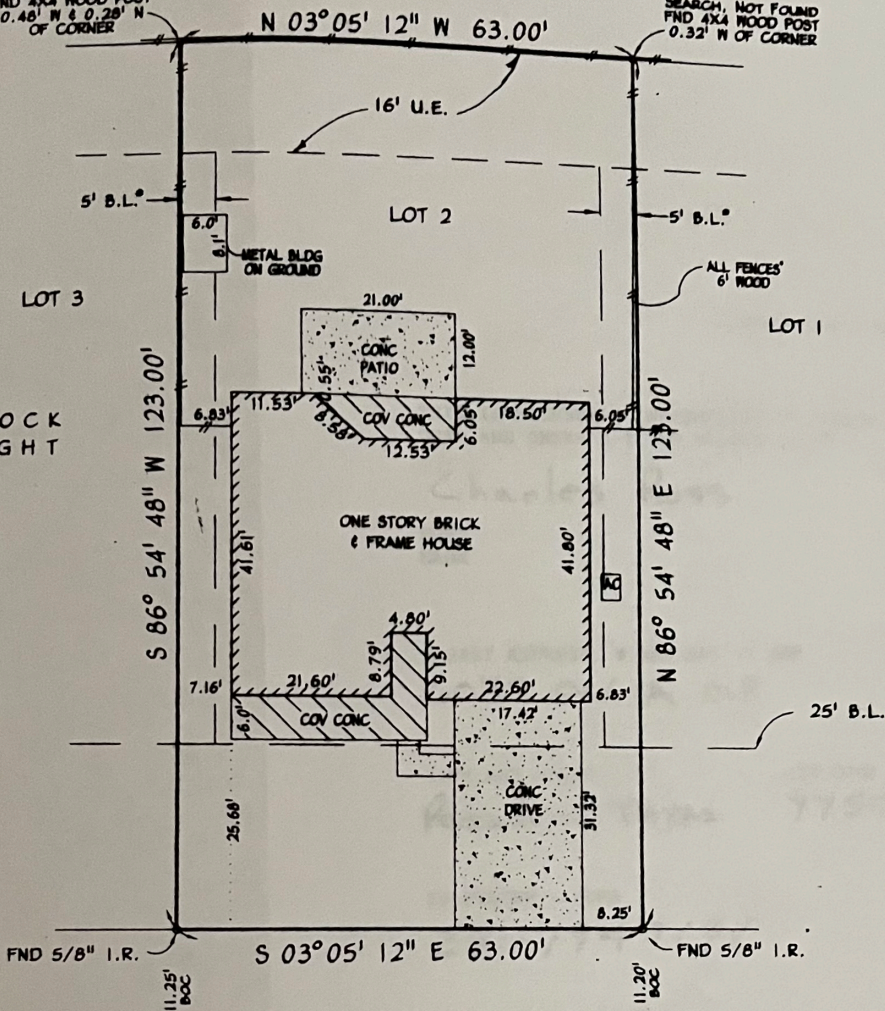 0.48' W & 0.28' N
OF CORNER
N 03° 05' 12" W 63.00'
SEARCH, NOT FOUND
FND 4X4 WOOD POST
0.32' W OF CORNER
16' U.E.
5' B.L.
LOT 2
5' B.L.
6.0'
8.1'
METAL BLDG
ON GROUND
ALL FENCES
6' WOOD
LOT 3
LOT 1
21.00'
CONC
PATIO
12.00'
11.53'
0.55'
8.58'
COV CONC
12.53'
6.05'
18.50'
6.83'
6.05'
OCK
GHT
S 86° 54' 48" W 123.00'
N 86° 54' 48" E 123.00'
ONE STORY BRICK
& FRAME HOUSE
41.61'
41.80'
AC
4.80'
8.79'
9.15'
7.16'
21.60'
22.60'
6.83'
6.0'
COV CONC
17.42'
25' B.L.
CONC
DRIVE
25.68'
31.32'
8.25'
FND 5/8" I.R.
S 03° 05' 12" E 63.00'
FND 5/8" I.R.
11.25'
BOC
11.20'
BOC